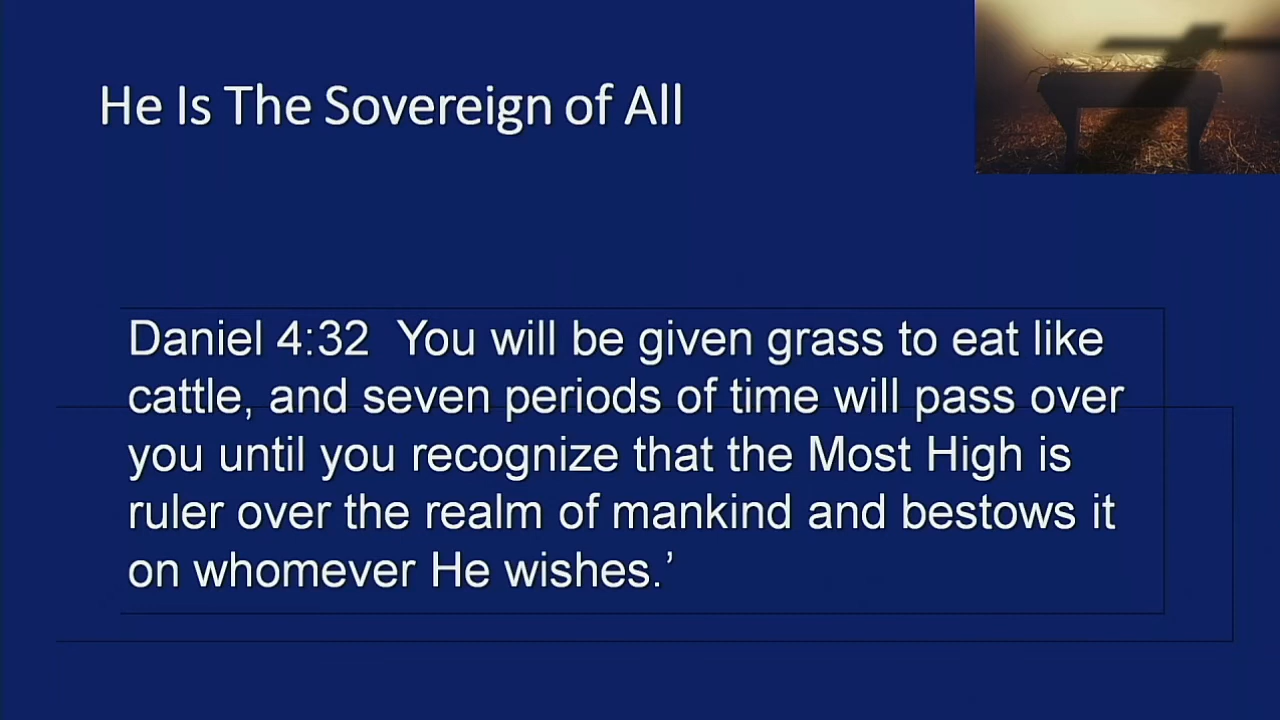 He Is The Sovereign of All
Daniel 4:32  You will be given grass to eat like
cattle, and seven periods of time will pass over
you until you recognize that the Most High is
ruler over the realm of mankind and bestows it
on whomever He wishes.’